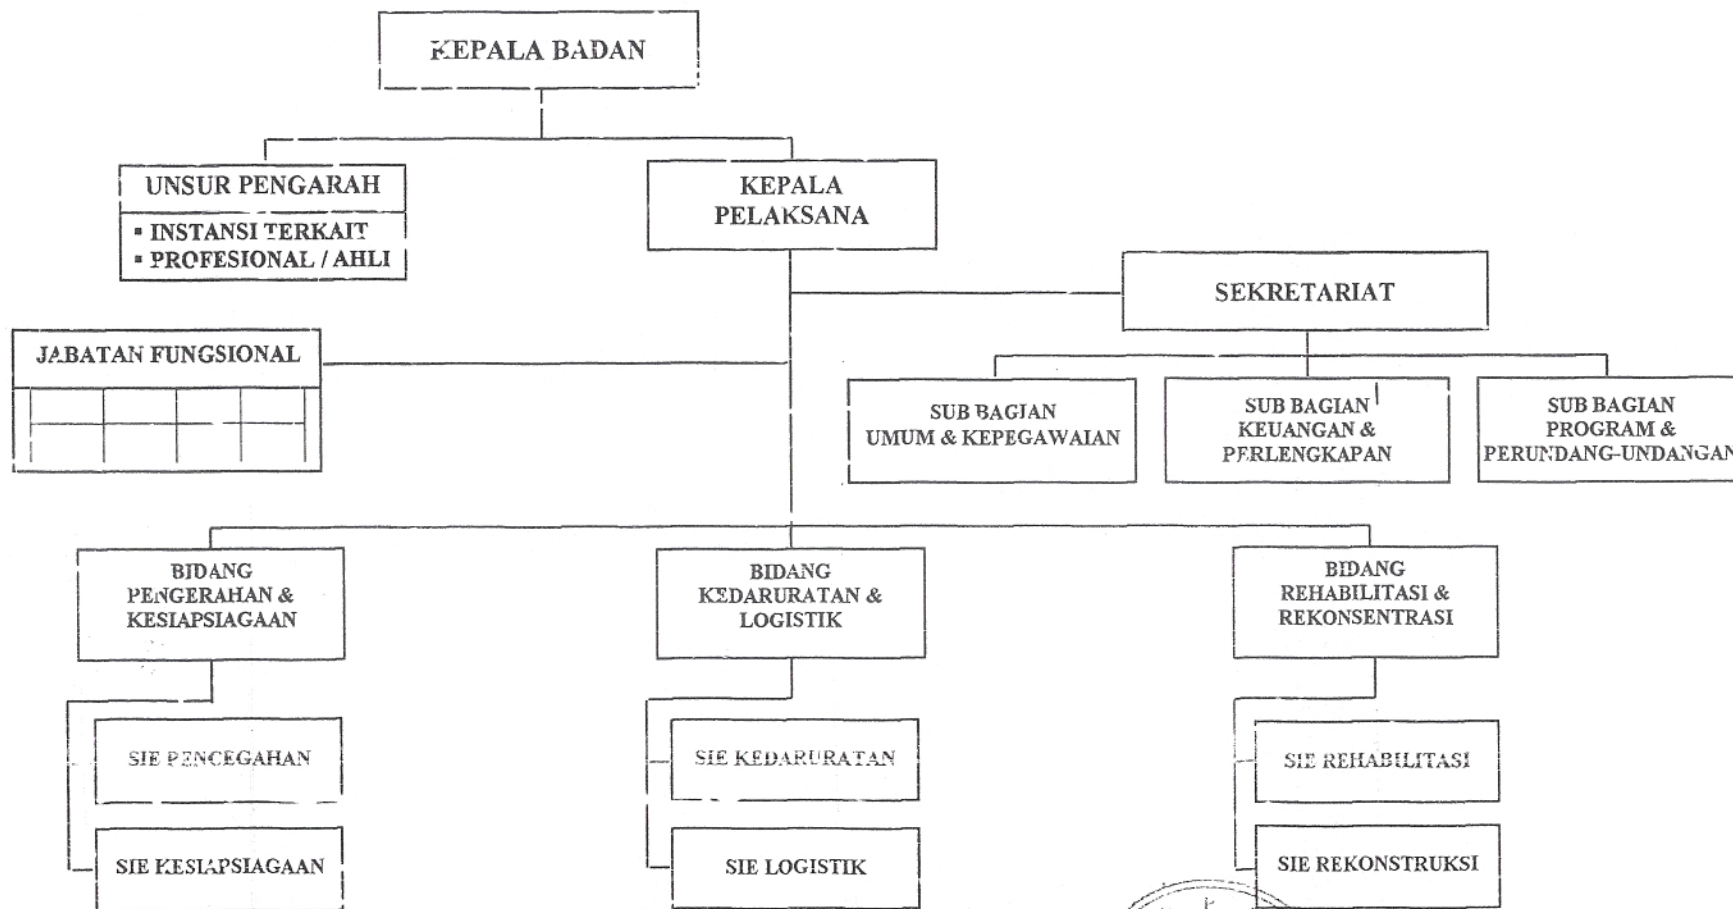 KEPALA BADAN
UNSUR PENGARAH
▪ INSTANSI TERKAIT
▪ PROFESIONAL / AHLI
KEPALA
PELAKSANA
SEKRETARIAT
JABATAN FUNGSIONAL
SUB BAGIAN
UMUM & KEPEGAWAIAN
SUB BAGIAN
KEUANGAN &
PERLENGKAPAN
SUB BAGIAN
PROGRAM &
PERUNDANG-UNDANGAN
BIDANG
PENGERAHAN &
KESIAPSIAGAAN
BIDANG
KEDARURATAN &
LOGISTIK
BIDANG
REHABILITASI &
REKONSENTRASI
SIE PENCEGAHAN
SIE KEDARURATAN
SIE REHABILITASI
SIE KESIAPSIAGAAN
SIE LOGISTIK
SIE REKONSTRUKSI